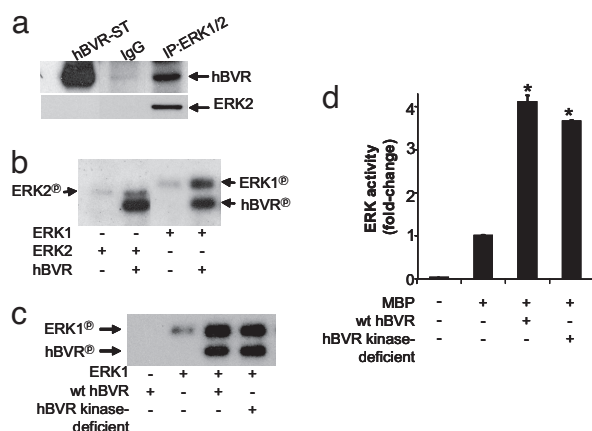 a
hBVR-ST
IgG
IP:ERK1/2
hBVR
ERK2
b
ERK2℗
ERK1℗
hBVR℗
ERK1 - - + +
ERK2 + + - -
hBVR - + - +
c
ERK1℗
hBVR℗
ERK1 - + + +
wt hBVR + - + -
hBVR kinase- - - - +
deficient
d
ERK activity
(fold-change)
4
3
2
1
0
*
*
MBP - + + +
wt hBVR - - + -
hBVR kinase- - - - +
deficient